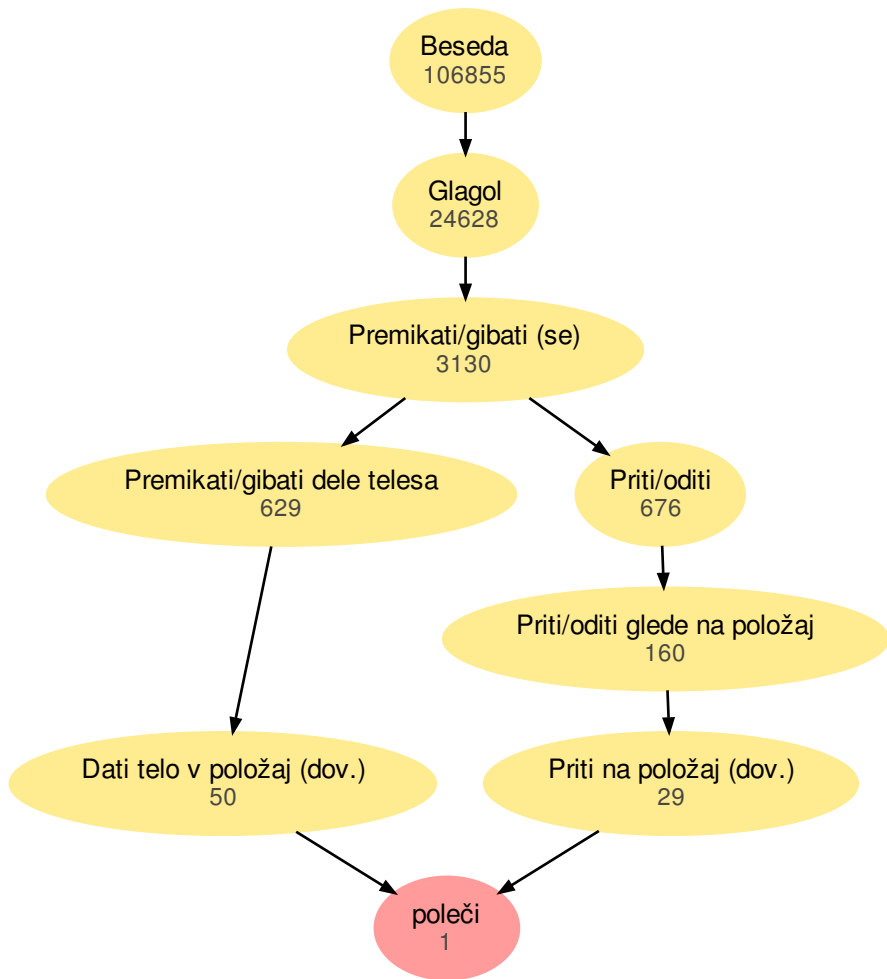 Beseda
106855
Glagol
24628
Premikati/gibati (se)
3130
Premikati/gibati dele telesa
629
Priti/oditi
676
Priti/oditi glede na položaj
160
Dati telo v položaj (dov.)
50
Priti na položaj (dov.)
29
poleči
1